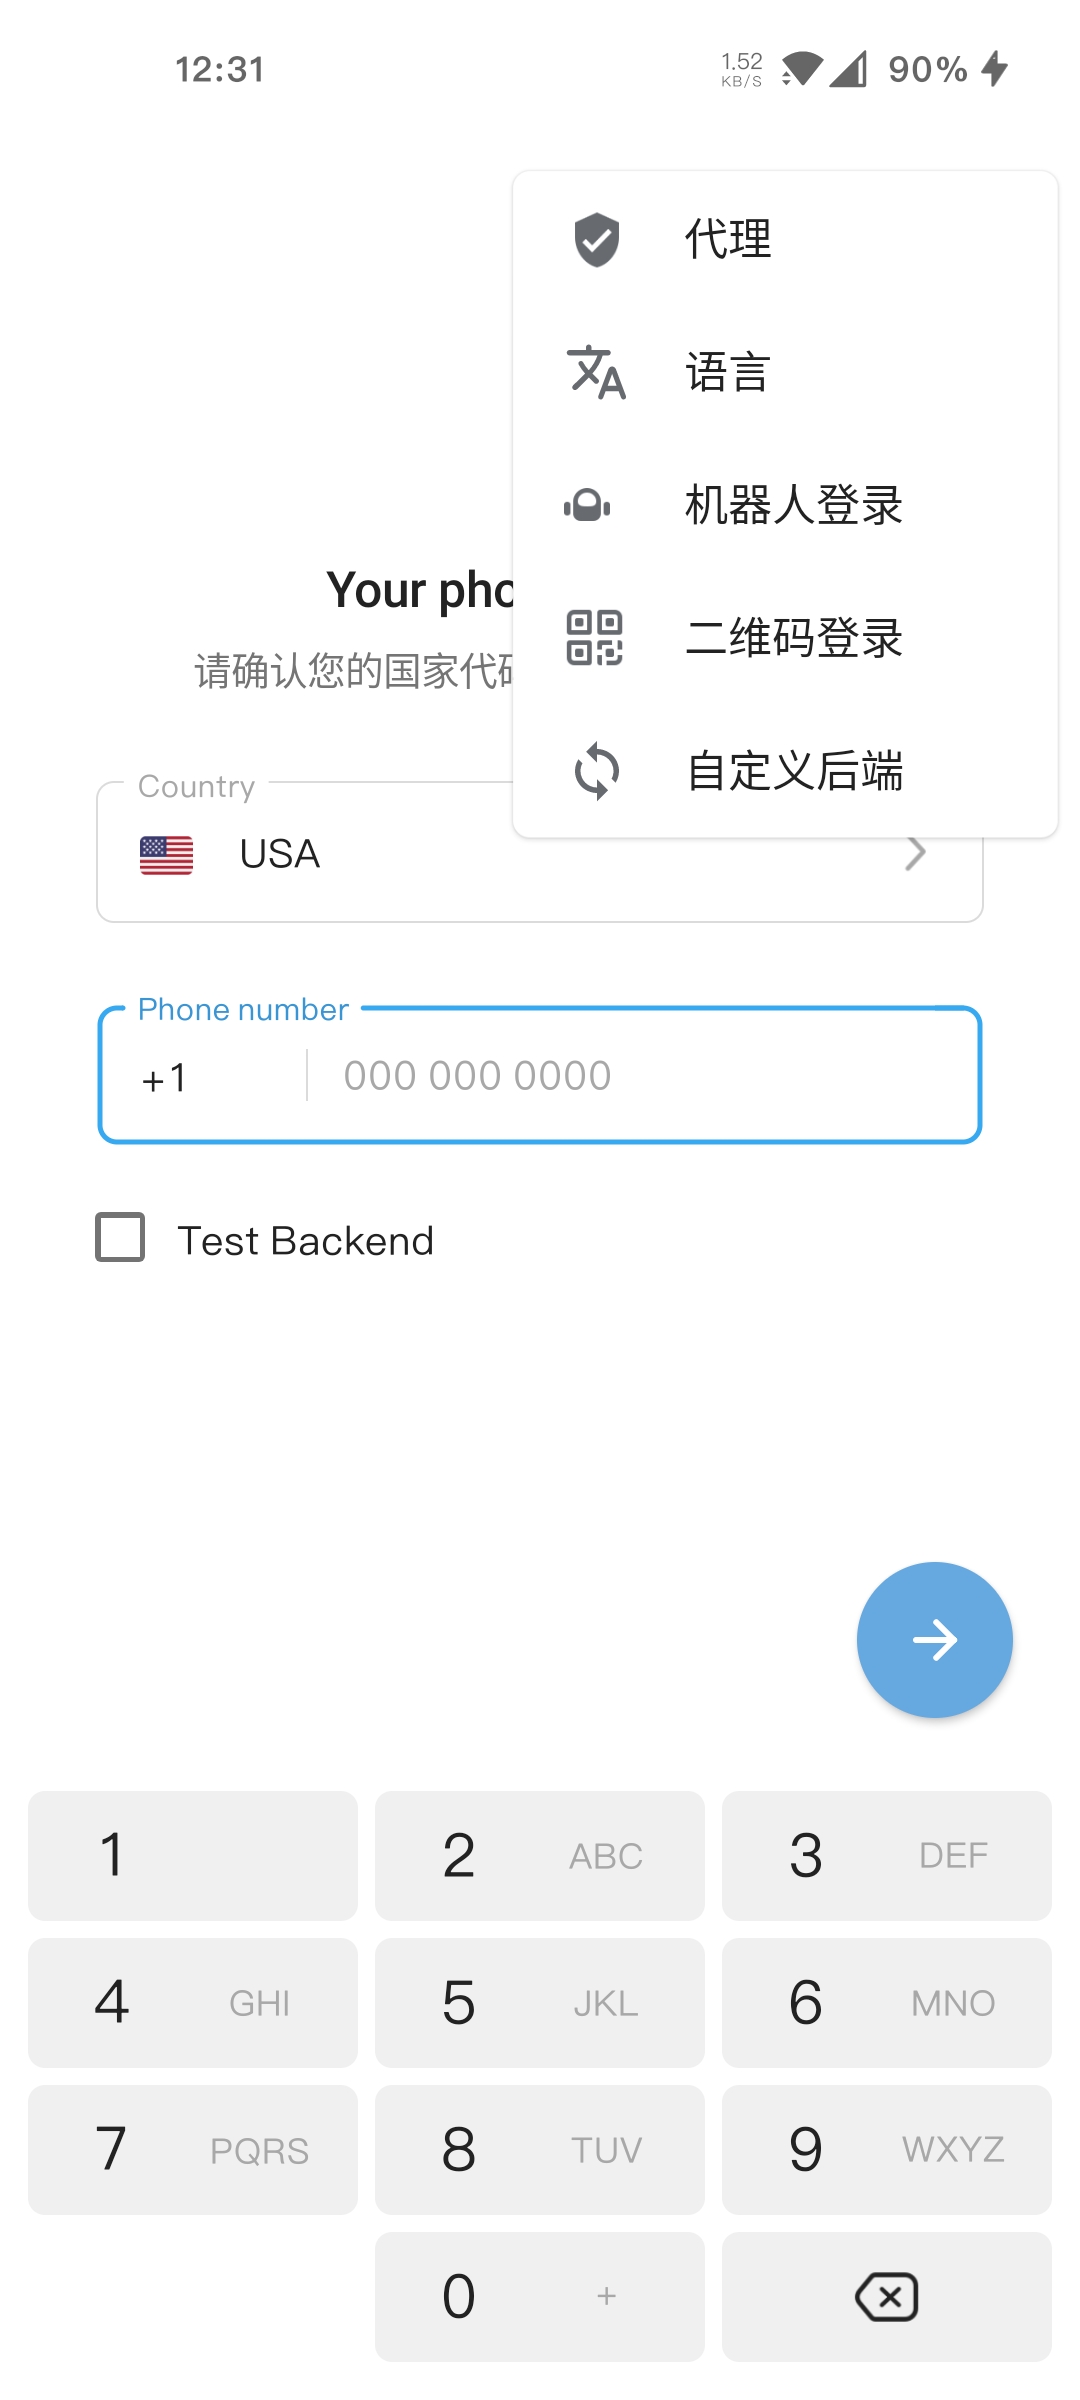 12:31
1.52
KB/S
90%
代理
语言
机器人登录
二维码登录
自定义后端
Your pho
请确认您的国家代
Country
USA
Phone number
+1
000 000 0000
Test Backend
1
2 ABC
3 DEF
4 GHI
5 JKL
6 MNO
7 PQRS
8 TUV
9 WXYZ
0 +